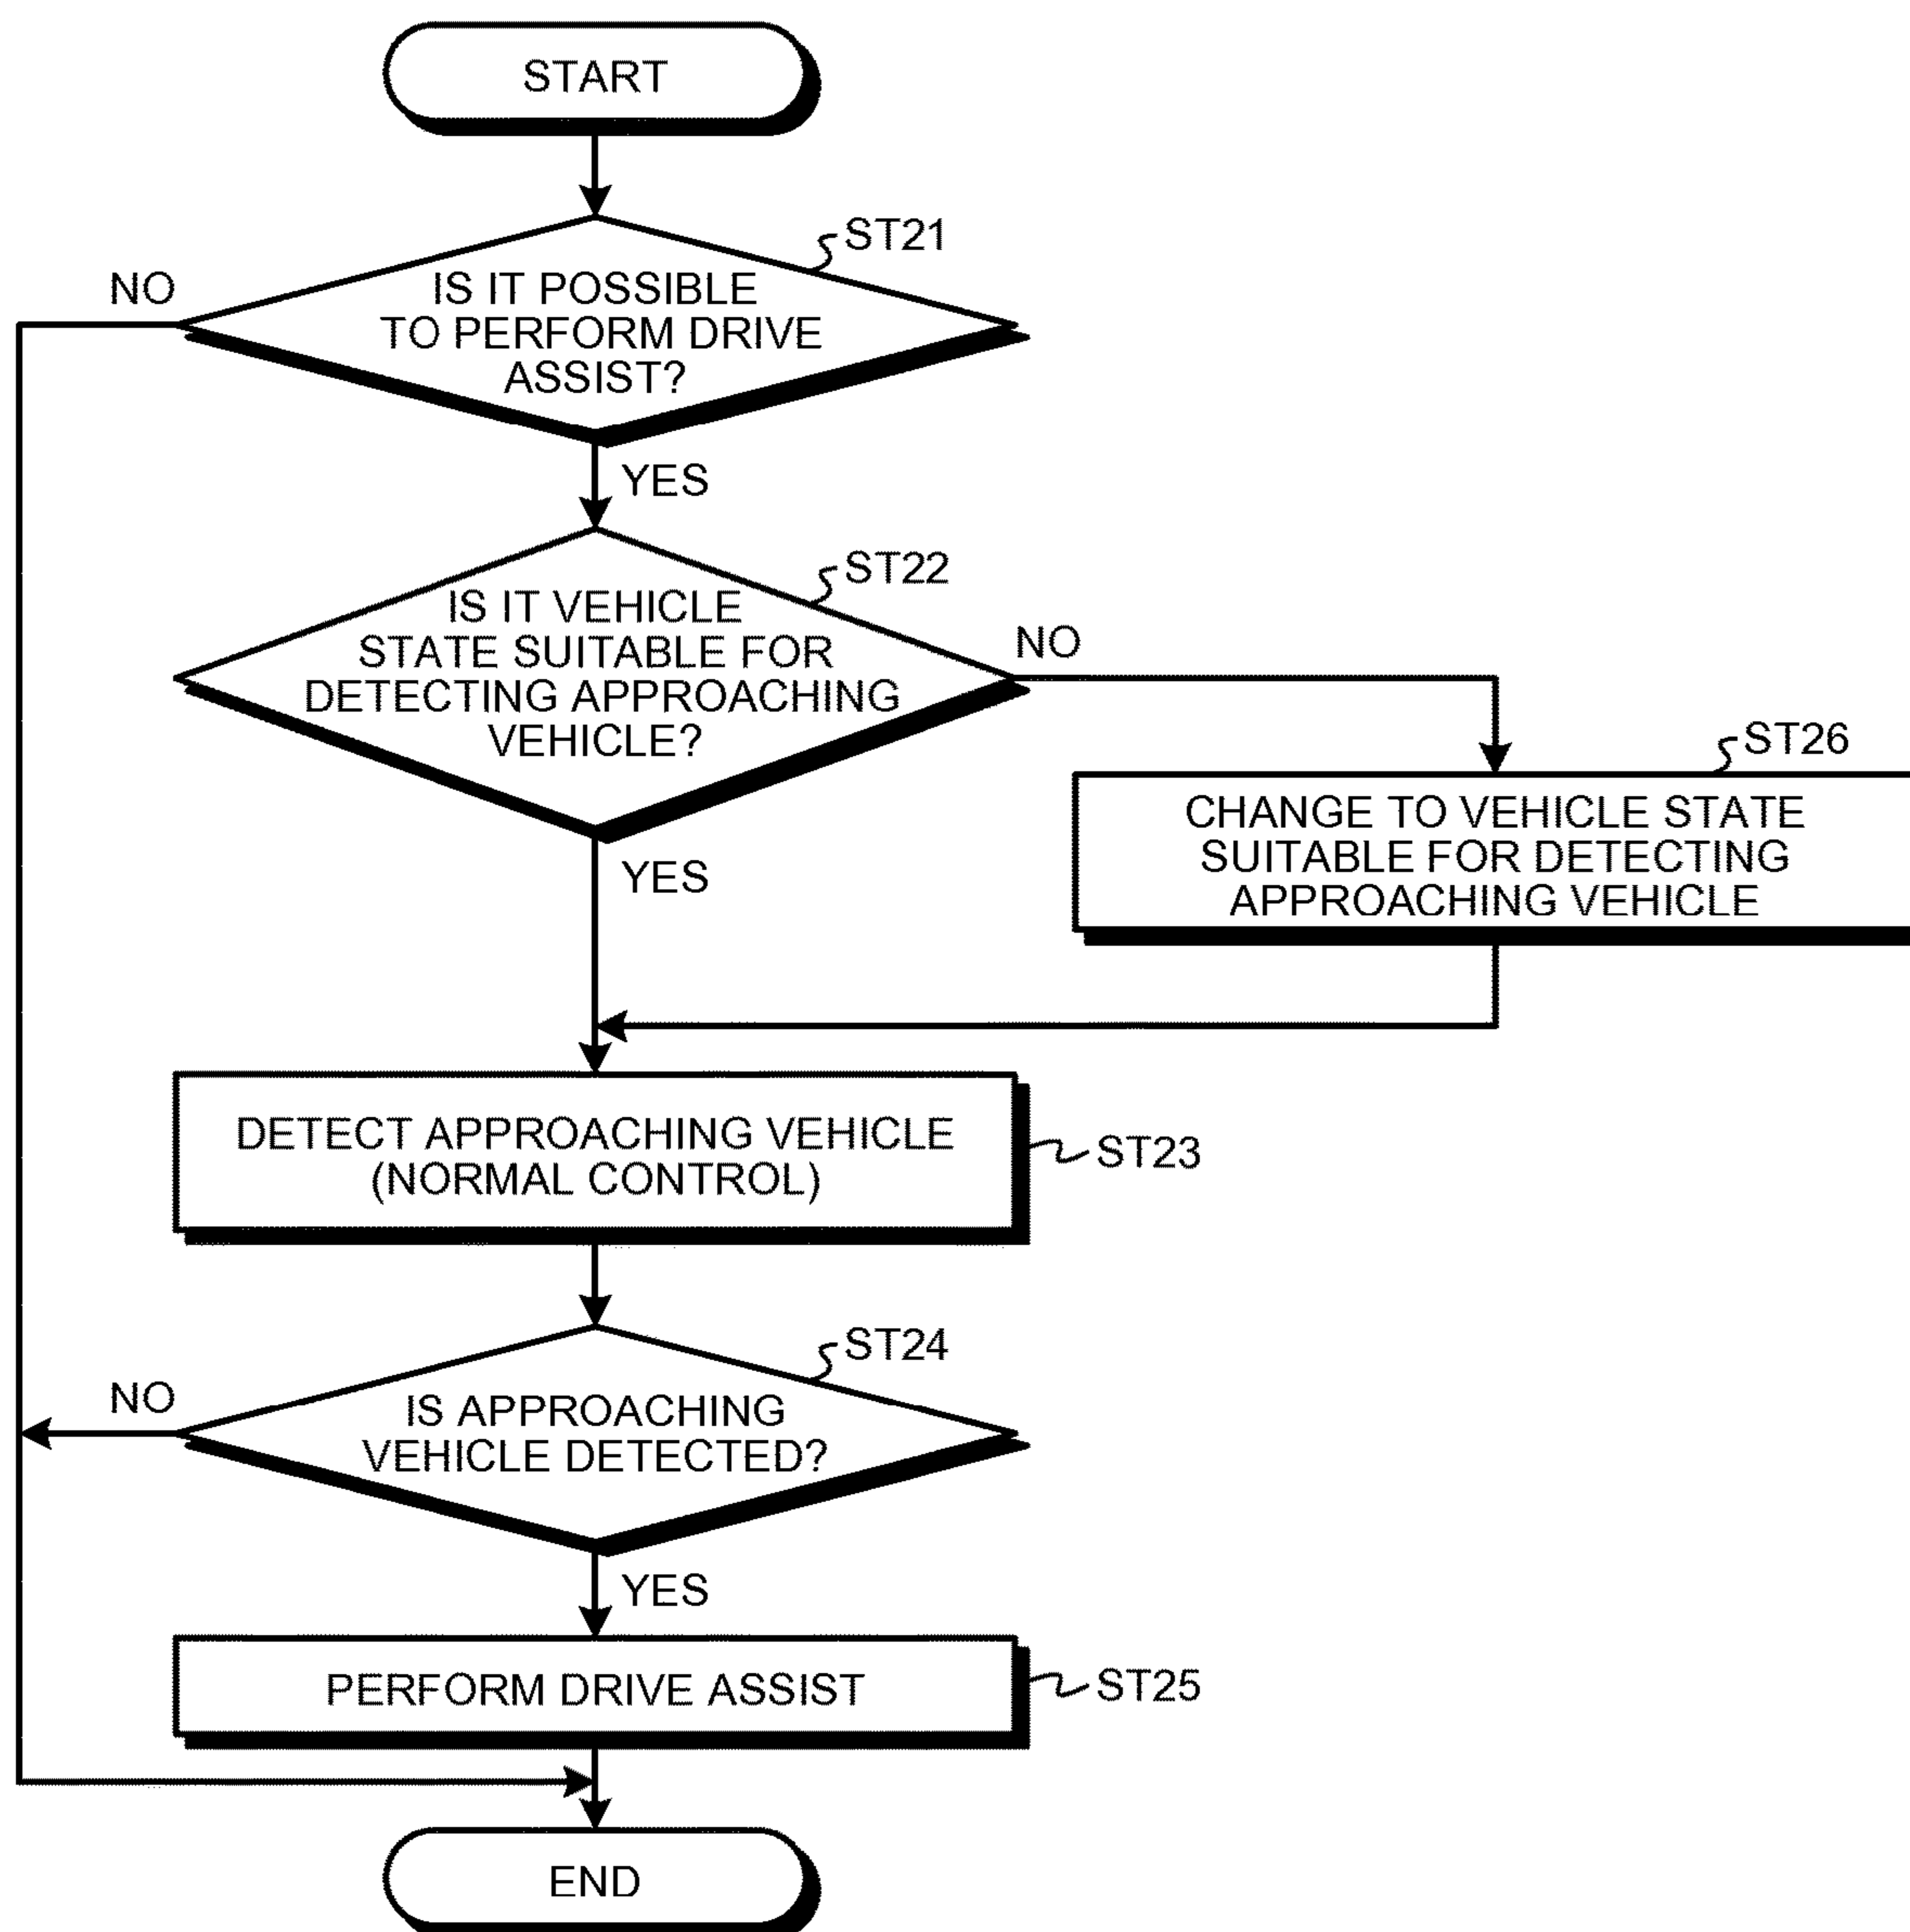 START
ST21
NO
IS IT POSSIBLE
TO PERFORM DRIVE
ASSIST?
YES
ST22
IS IT VEHICLE
STATE SUITABLE FOR
DETECTING APPROACHING
VEHICLE?
NO
YES
ST26
CHANGE TO VEHICLE STATE
SUITABLE FOR DETECTING
APPROACHING VEHICLE
DETECT APPROACHING VEHICLE
(NORMAL CONTROL)
ST23
ST24
NO
IS APPROACHING
VEHICLE DETECTED?
YES
PERFORM DRIVE ASSIST
ST25
END